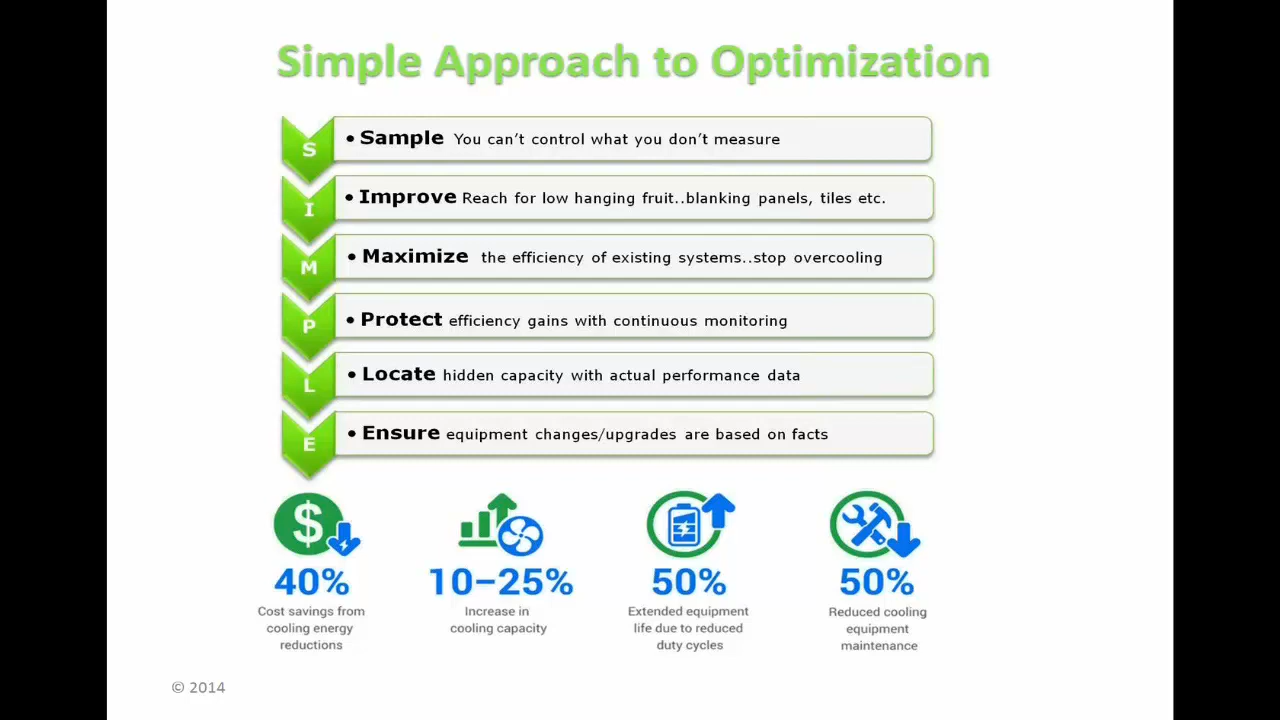 Simple Approach to Optimization
S
• Sample You can't control what you don't measure
I
• Improve Reach for low hanging fruit..blanking panels, tiles etc.
M
• Maximize the efficiency of existing systems..stop overcooling
P
• Protect efficiency gains with continuous monitoring
L
• Locate hidden capacity with actual performance data
E
• Ensure equipment changes/upgrades are based on facts
$
40%
Cost savings from
cooling energy
reductions
10–25%
Increase in
cooling capacity
50%
Extended equipment
life due to reduced
duty cycles
50%
Reduced cooling
equipment
maintenance
© 2014